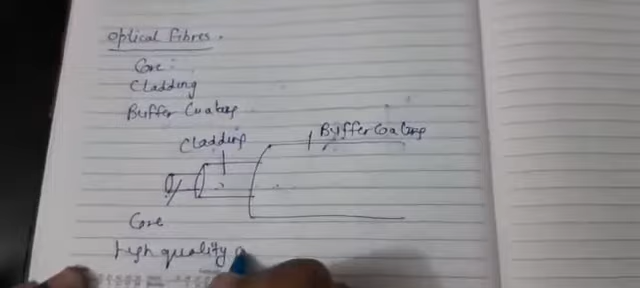 Optical Fibres.
Core :
Cladding
Buffer Coating
Cladding
Buffer Coating
Core
High quality